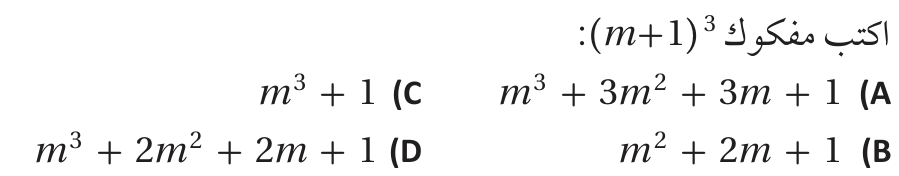 اكتب مفكوك (m+1)³:
A) m³ + 3m² + 3m + 1
C) m³ + 1
B) m² + 2m + 1
D) m³ + 2m² + 2m + 1